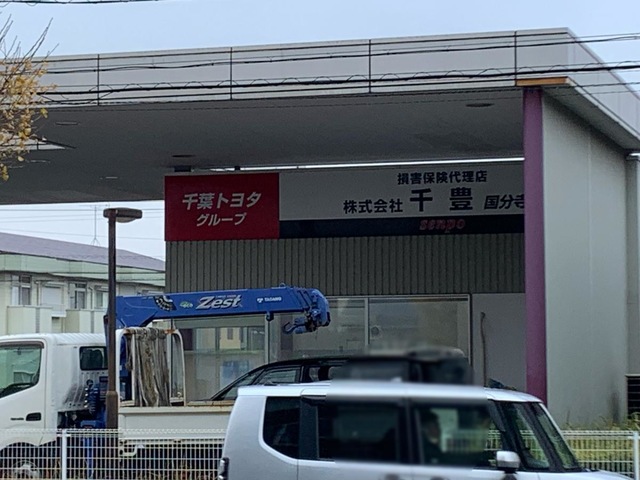 千葉トヨタ
グループ
損害保険代理店
株式会社 千豊 国分寺
senpo
Zest
TADANO